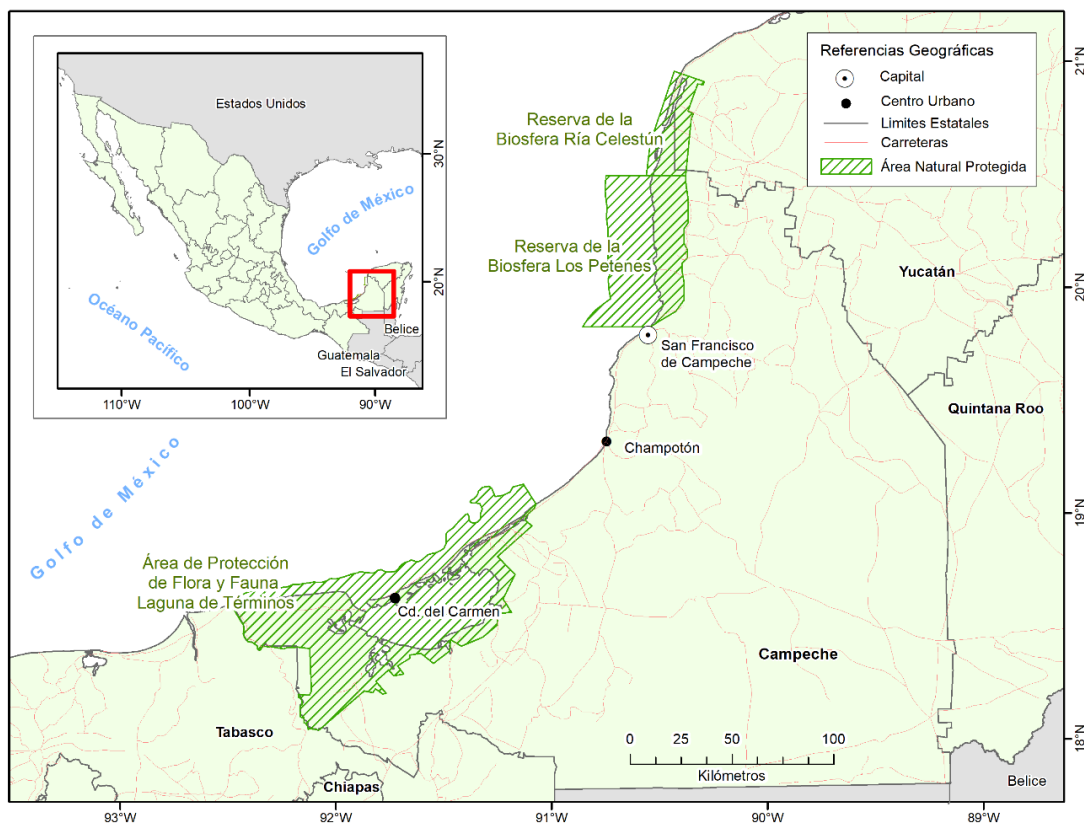 Estados Unidos
Golfo de México
Océano Pacífico
Belice
Guatemala
El Salvador
30°N
20°N
110°W
100°W
90°W
Referencias Geográficas
Capital
Centro Urbano
Limites Estatales
Carreteras
Área Natural Protegida
Reserva de la
Biosfera Ría Celestún
Reserva de la
Biosfera Los Petenes
Yucatán
San Francisco
de Campeche
Quintana Roo
Champotón
Golfo de México
Área de Protección
de Flora y Fauna
Laguna de Términos
Cd. del Carmen
Campeche
Tabasco
Chiapas
Belice
0 25 50 100
Kilómetros
21°N
20°N
19°N
18°N
93°W
92°W
91°W
90°W
89°W